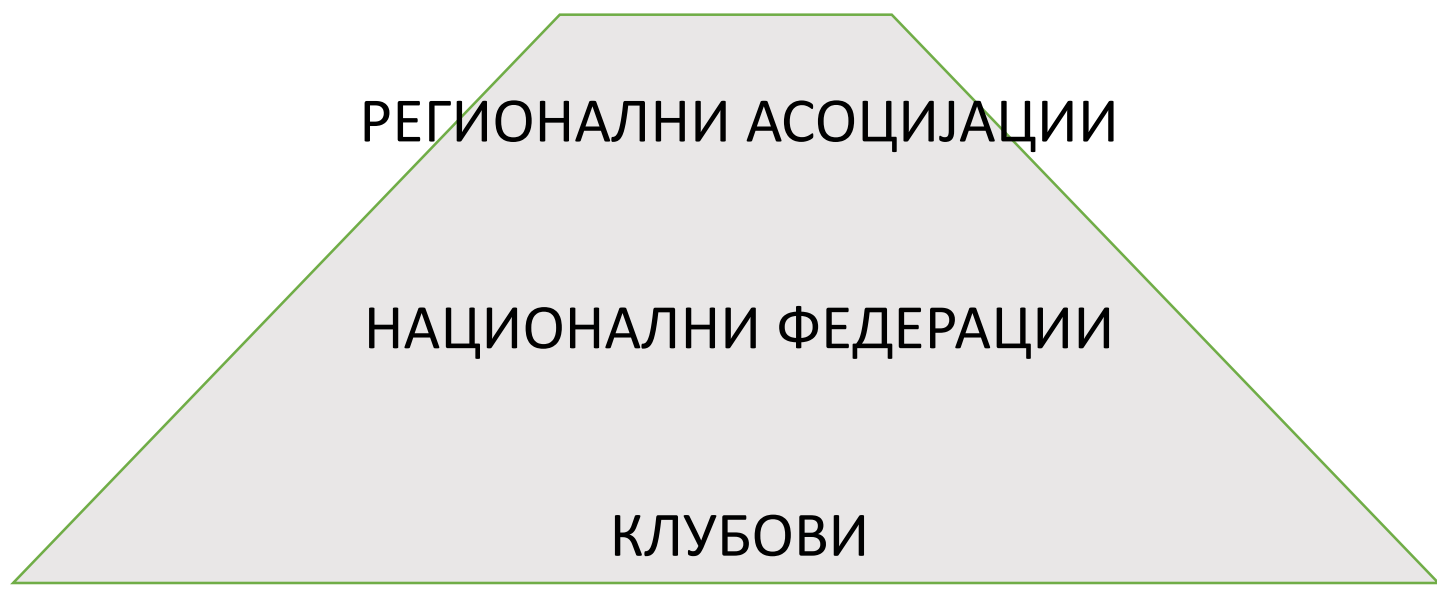 РЕГИОНАЛНИ АСОЦИЈАЦИИ
НАЦИОНАЛНИ ФЕДЕРАЦИИ
КЛУБОВИ